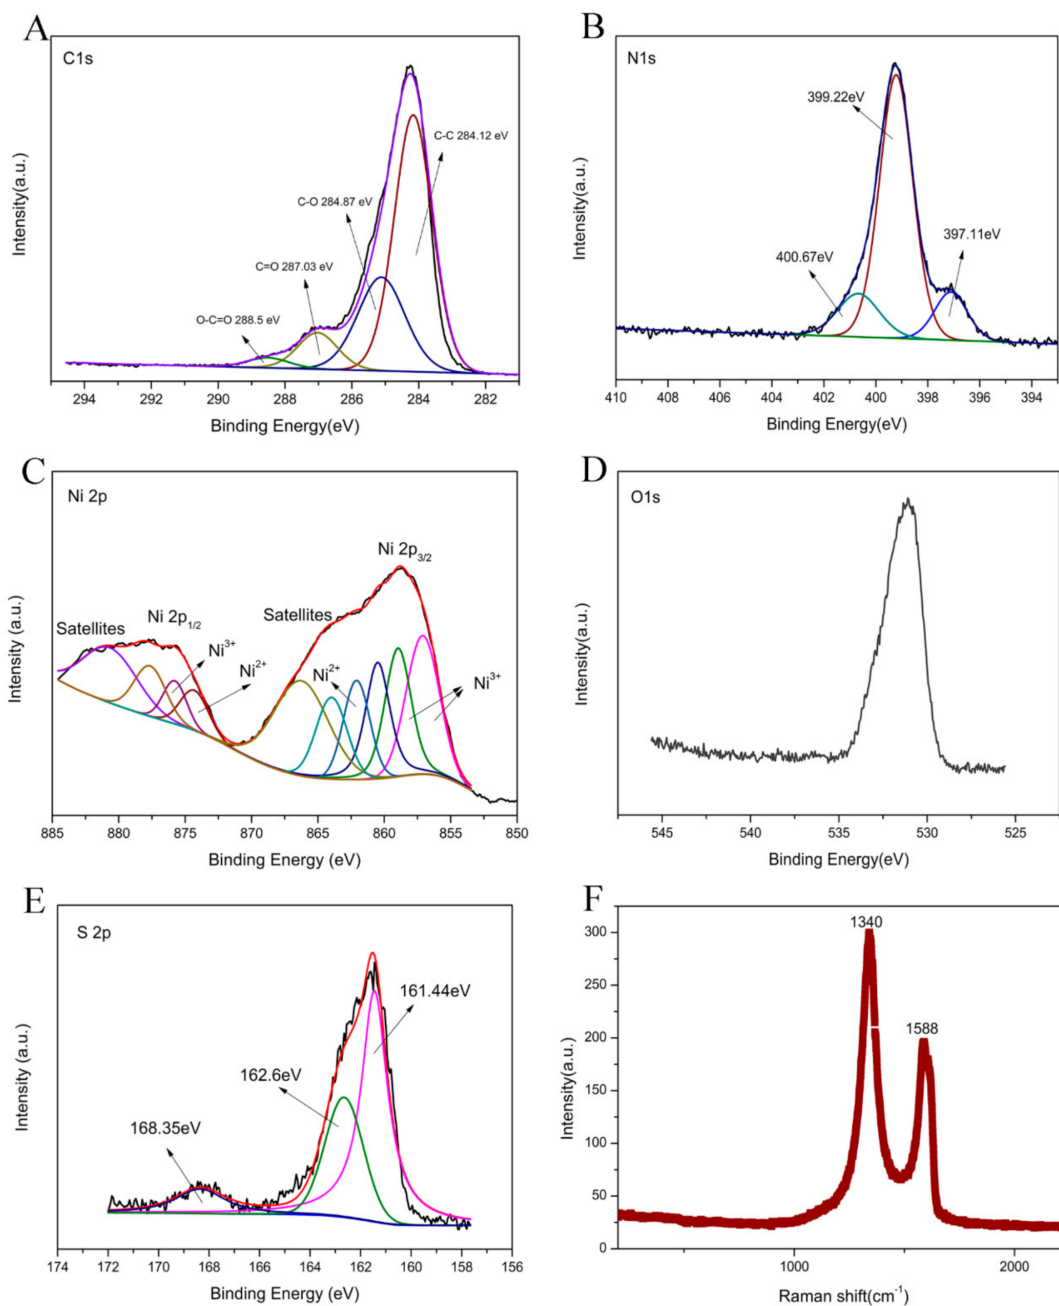 A
C1s
C-C 284.12 eV
C-O 284.87 eV
C=O 287.03 eV
O-C=O 288.5 eV
Intensity(a.u.)
294 292 290 288 286 284 282
Binding Energy(eV)
B
N1s
399.22eV
397.11eV
400.67eV
Intensity(a.u.)
410 408 406 404 402 400 398 396 394
Binding Energy(eV)
C
Ni 2p
Ni 2p3/2
Satellites
Ni 2p1/2
Satellites
Ni3+
Ni2+
Ni2+
Ni3+
Intensity (a.u.)
885 880 875 870 865 860 855 850
Binding Energy (eV)
D
O1s
Intensity(a.u.)
545 540 535 530 525
Binding Energy(eV)
E
S 2p
161.44eV
162.6eV
168.35eV
Intensity (a.u.)
174 172 170 168 166 164 162 160 158 156
Binding Energy (eV)
F
1340
1588
Intensity(a.u.)
300
250
200
150
100
50
0
1000 2000
Raman shift(cm-1)